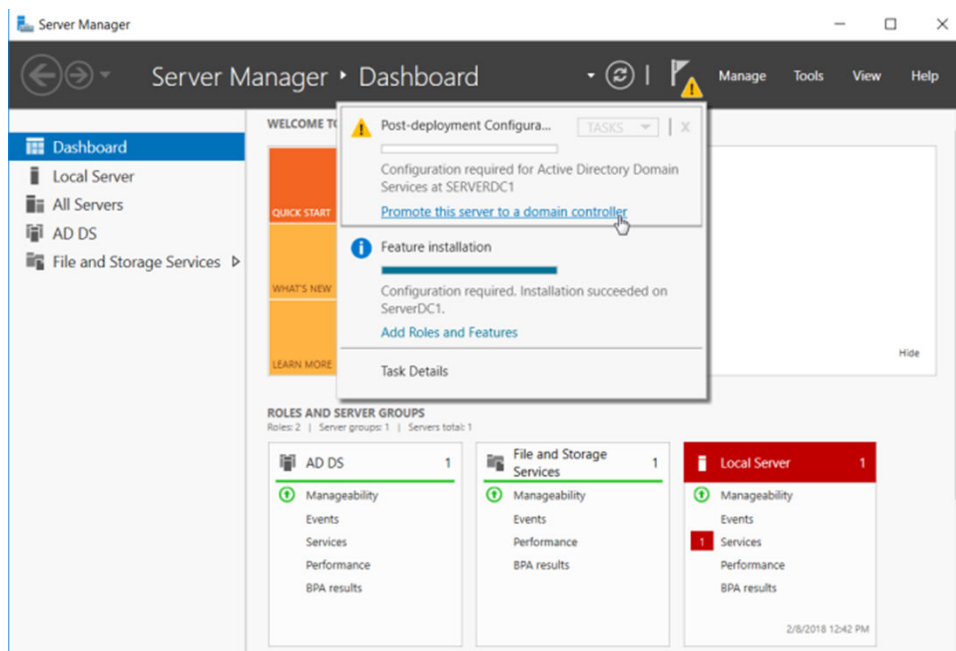 Server Manager
Server Manager • Dashboard
Manage Tools View Help
Dashboard
Local Server
All Servers
AD DS
File and Storage Services
WELCOME TO
QUICK START
WHAT'S NEW
LEARN MORE
Hide
Post-deployment Configura...
TASKS
X
Configuration required for Active Directory Domain
Services at SERVERDC1
Promote this server to a domain controller
Feature installation
Configuration required. Installation succeeded on
ServerDC1.
Add Roles and Features
Task Details
ROLES AND SERVER GROUPS
Roles: 2 | Server groups: 1 | Servers total: 1
AD DS 1
Manageability
Events
Services
Performance
BPA results
File and Storage
Services 1
Manageability
Events
Performance
BPA results
Local Server 1
Manageability
Events
1 Services
Performance
BPA results
2/8/2018 12:42 PM